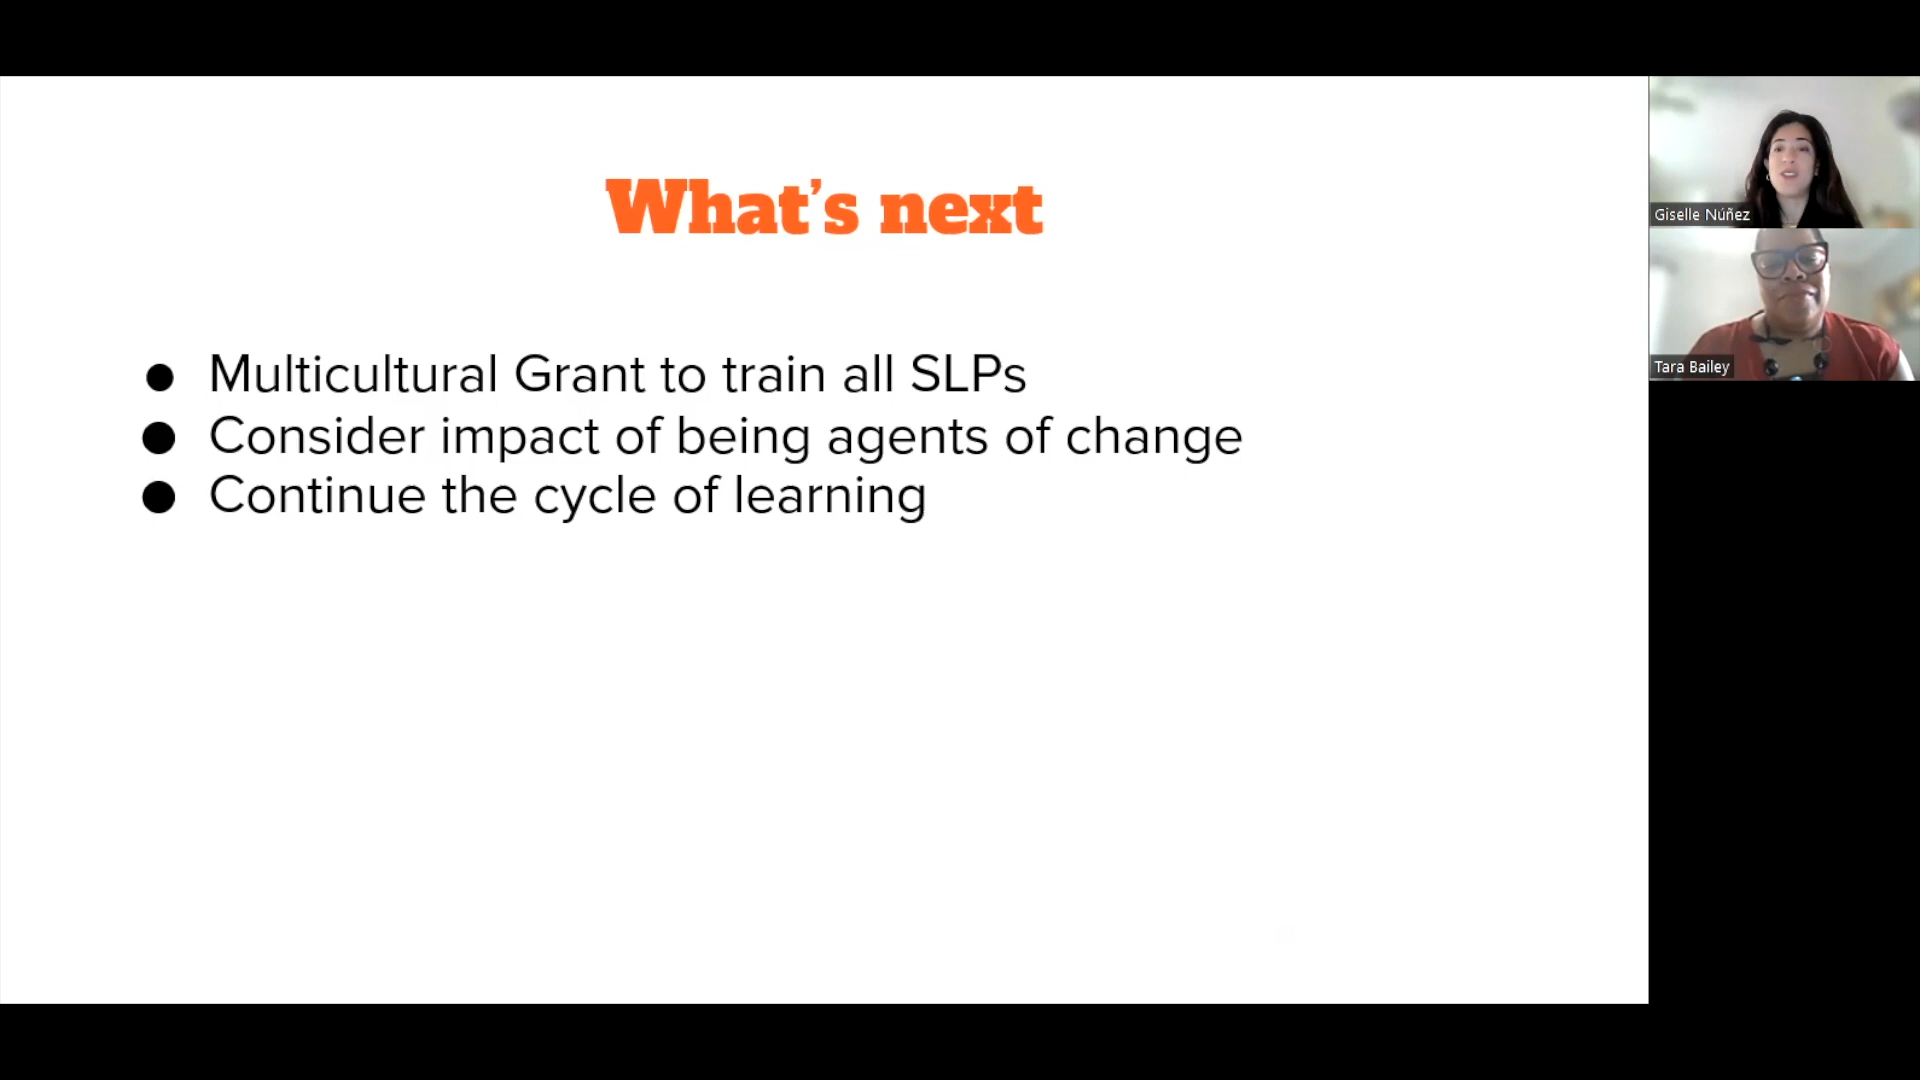 What's next
● Multicultural Grant to train all SLPs
● Consider impact of being agents of change
● Continue the cycle of learning
Giselle Núñez
Tara Bailey